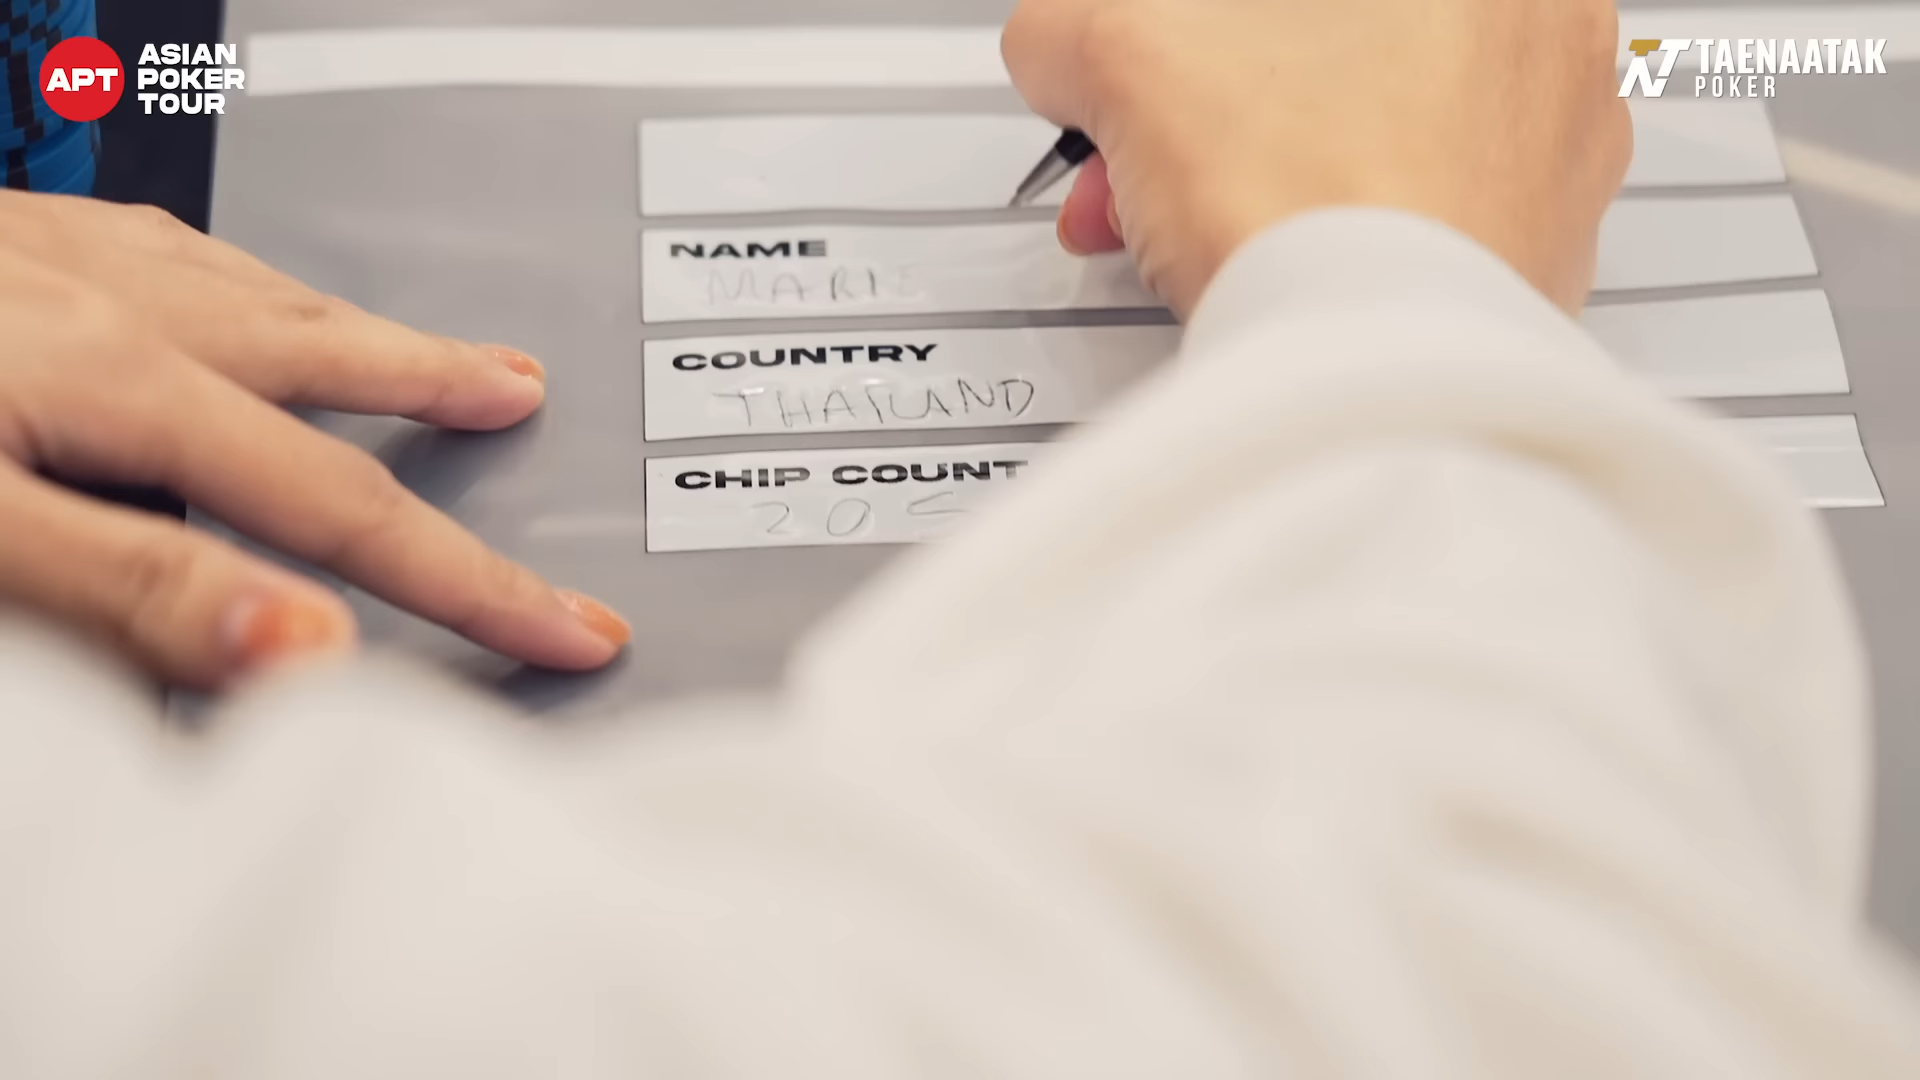 APT
ASIAN
POKER
TOUR
TAENAATAK
POKER
NAME
MARIE
COUNTRY
THAILAND
CHIP COUNT
205